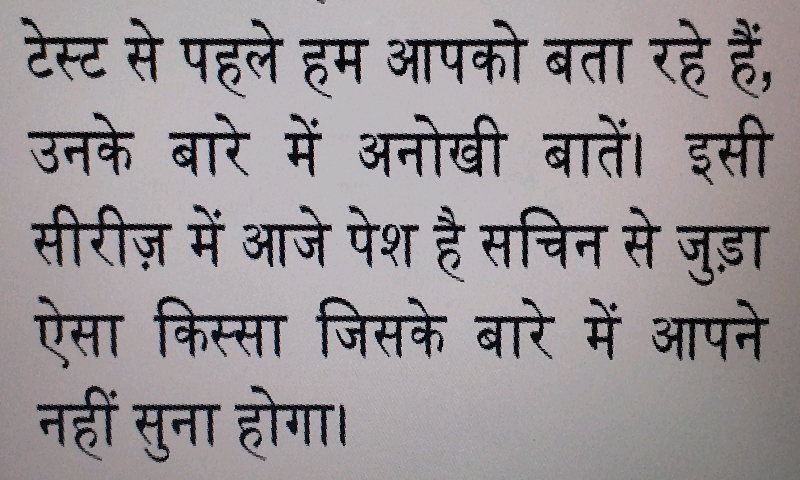 टेस्ट से पहले हम आपको बता रहे हैं,
उनके बारे में अनोखी बातें। इसी
सीरीज़ में आजे पेश है सचिन से जुड़ा
ऐसा किस्सा जिसके बारे में आपने
नहीं सुना होगा।